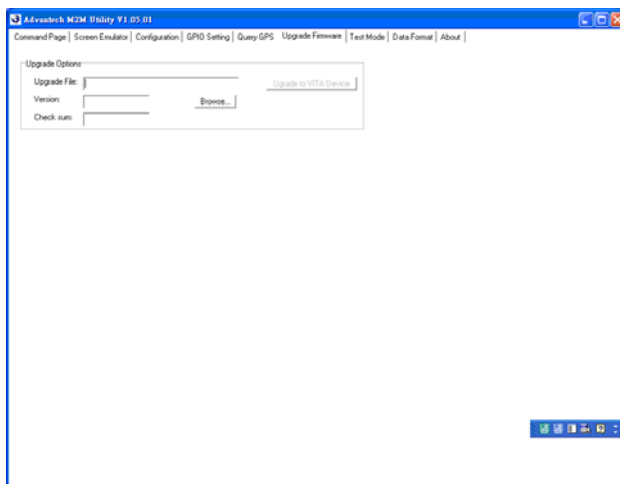 Advantech M2M Utility V1.05.01
Command Page Screen Emulator Configuration GPIO Setting Query GPS Upgrade Firmware Test Mode Data Format About
Upgrade Options
Upgrade File: Ugrade to VITA Device
Version: Browse...
Check sum: